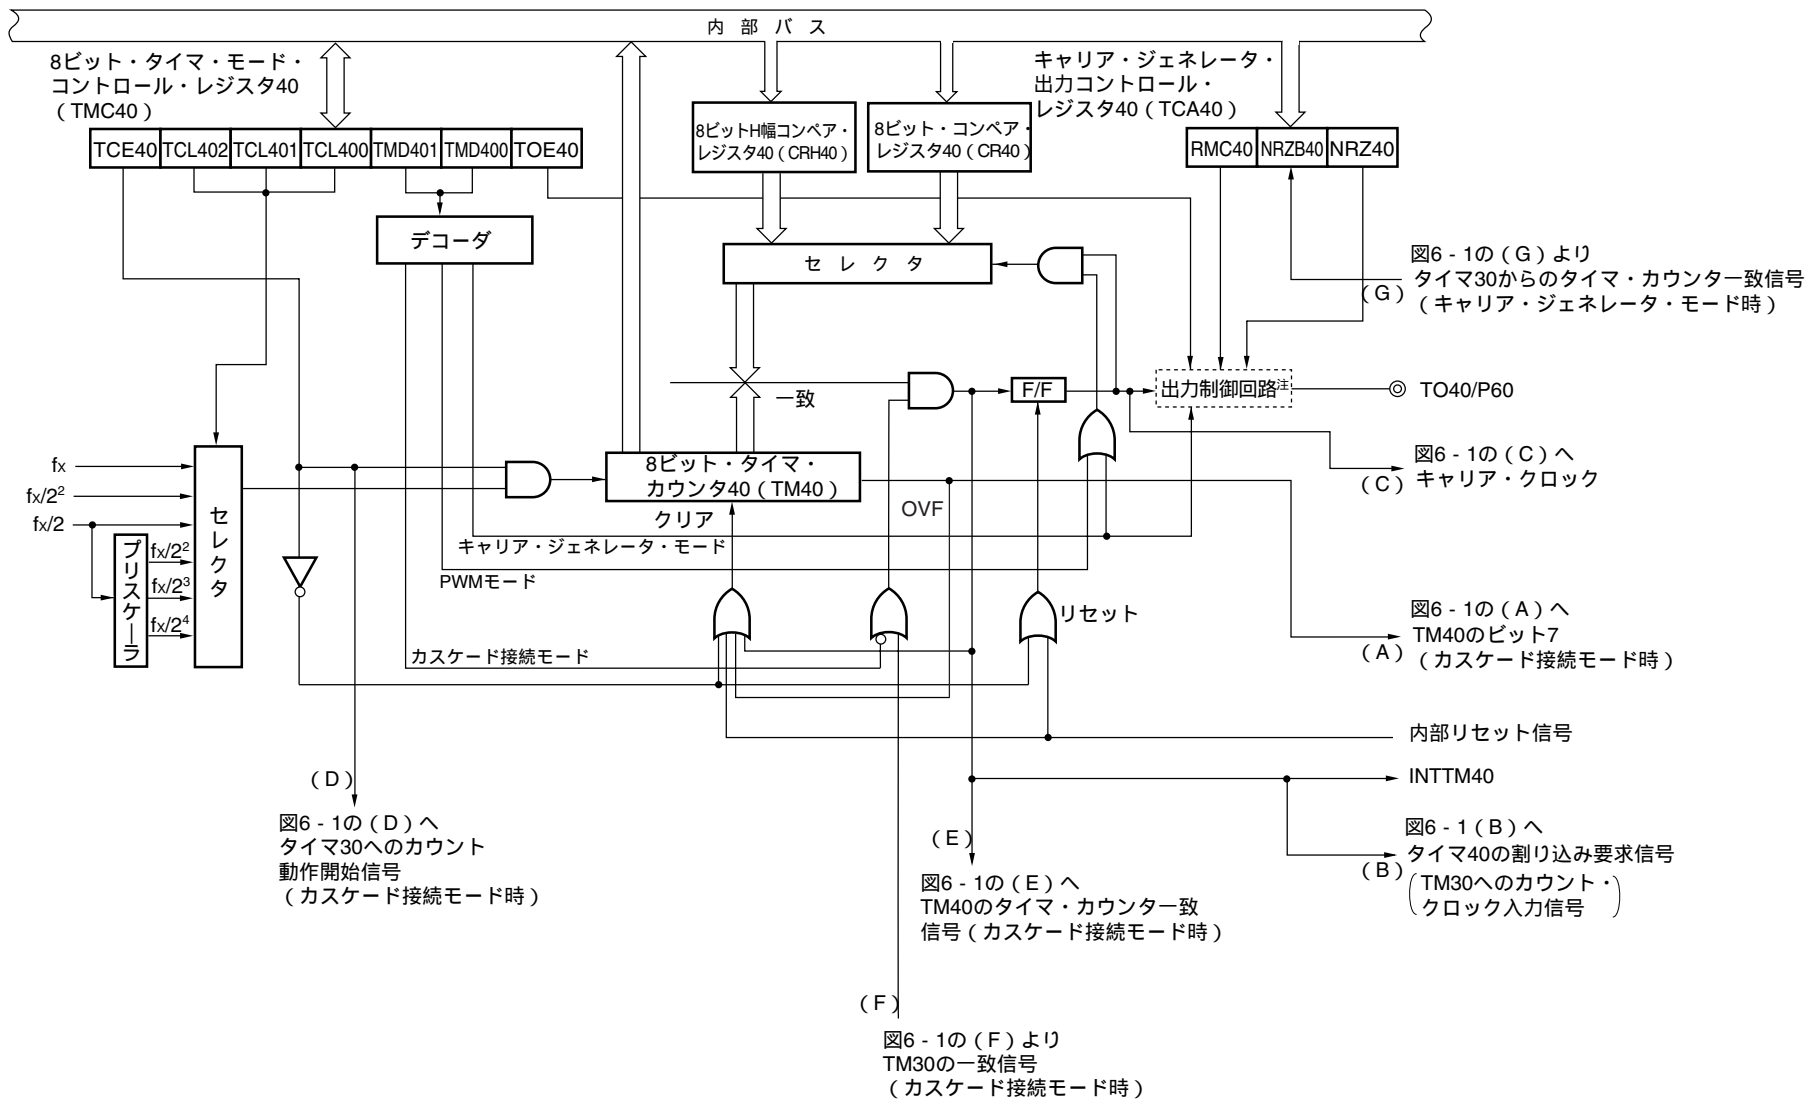 内 部 バ ス
8ビット・タイマ・モード・
コントロール・レジスタ40
（TMC40）
TCE40 TCL402 TCL401 TCL400 TMD401 TMD400 TOE40
8ビットH幅コンペア・
レジスタ40（CRH40）
8ビット・コンペア・
レジスタ40（CR40）
キャリア・ジェネレータ・
出力コントロール・
レジスタ40（TCA40）
RMC40 NRZB40 NRZ40
デコーダ
セ レ ク タ
図6 - 1の（G）より
タイマ30からのタイマ・カウンタ一致信号
（キャリア・ジェネレータ・モード時）
（G）
一致
F/F
出力制御回路注
TO40/P60
図6 - 1の（C）へ
キャリア・クロック
（C）
fX
fX/2²
fX/2
セレクタ
プリスケーラ
fX/2²
fX/2³
fX/2⁴
8ビット・タイマ・
カウンタ40（TM40）
クリア
OVF
キャリア・ジェネレータ・モード
PWMモード
リセット
カスケード接続モード
図6 - 1の（A）へ
TM40のビット7
（カスケード接続モード時）
（A）
内部リセット信号
INTTM40
（D）
図6 - 1の（D）へ
タイマ30へのカウント
動作開始信号
（カスケード接続モード時）
（E）
図6 - 1の（E）へ
TM40のタイマ・カウンタ一致
信号（カスケード接続モード時）
図6 - 1（B）へ
タイマ40の割り込み要求信号
（B）
（TM30へのカウント・
クロック入力信号）
（F）
図6 - 1の（F）より
TM30の一致信号
（カスケード接続モード時）